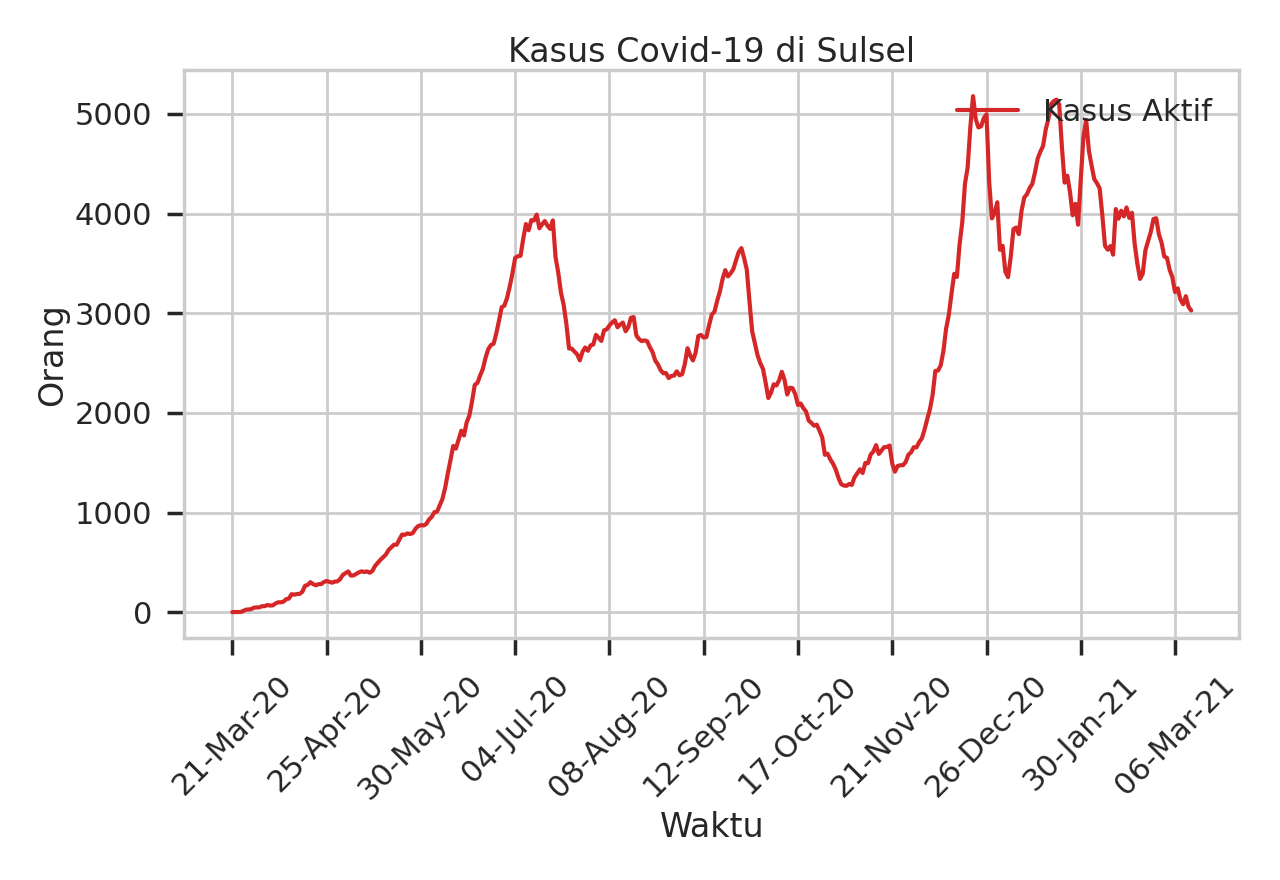 Kasus Covid-19 di Sulsel
Kasus Aktif
5000
4000
3000
2000
1000
0
Orang
21-Mar-20
25-Apr-20
30-May-20
04-Jul-20
08-Aug-20
12-Sep-20
17-Oct-20
21-Nov-20
26-Dec-20
30-Jan-21
06-Mar-21
Waktu